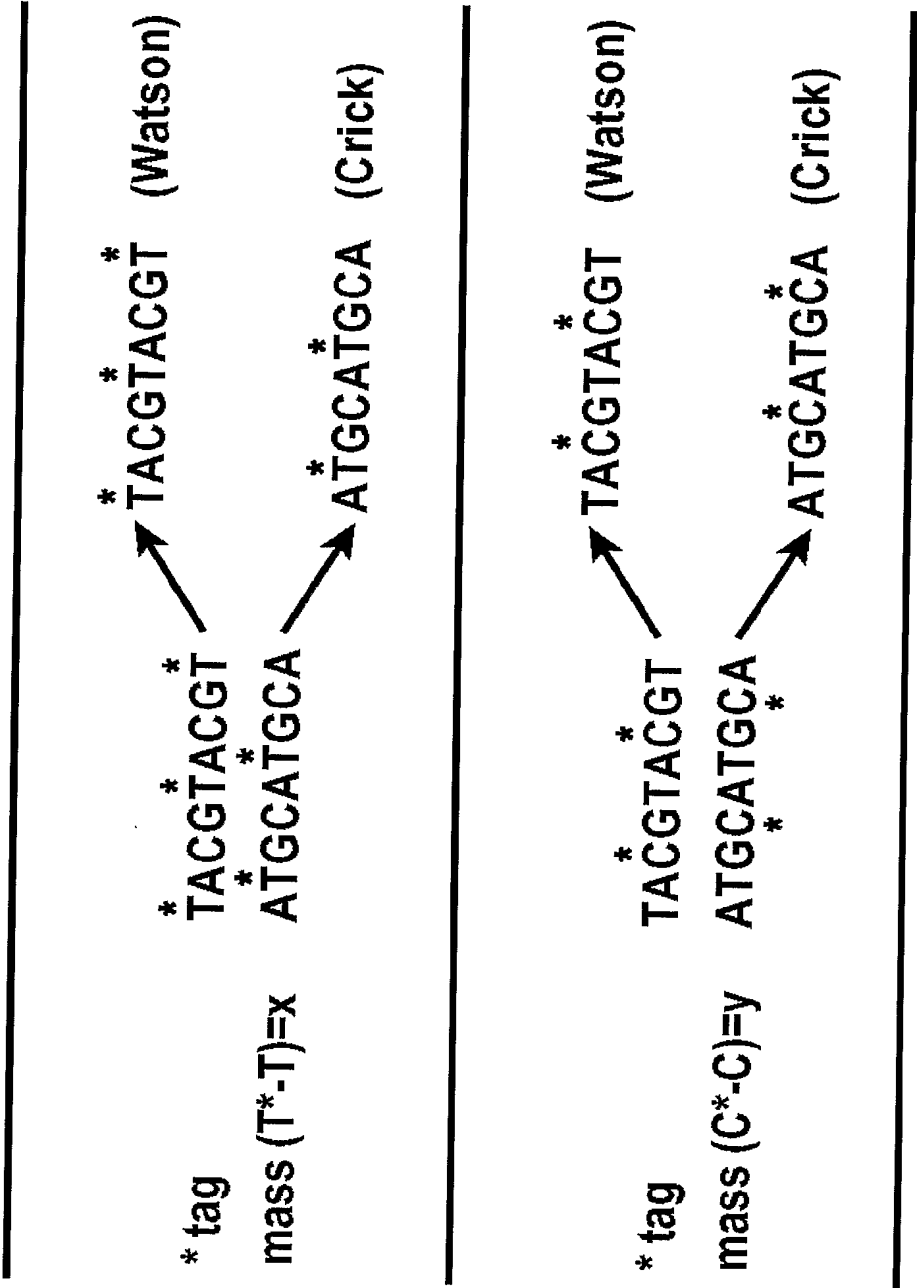 * * *
TACGTACGT (Watson)
* * *
* tag TACGTACGT
* *
mass (T*-T)=x ATGCATGCA
* *
ATGCATGCA (Crick)
* *
TACGTACGT (Watson)
* *
* tag TACGTACGT
mass (C*-C)=y ATGCATGCA
* * * *
ATGCATGCA (Crick)